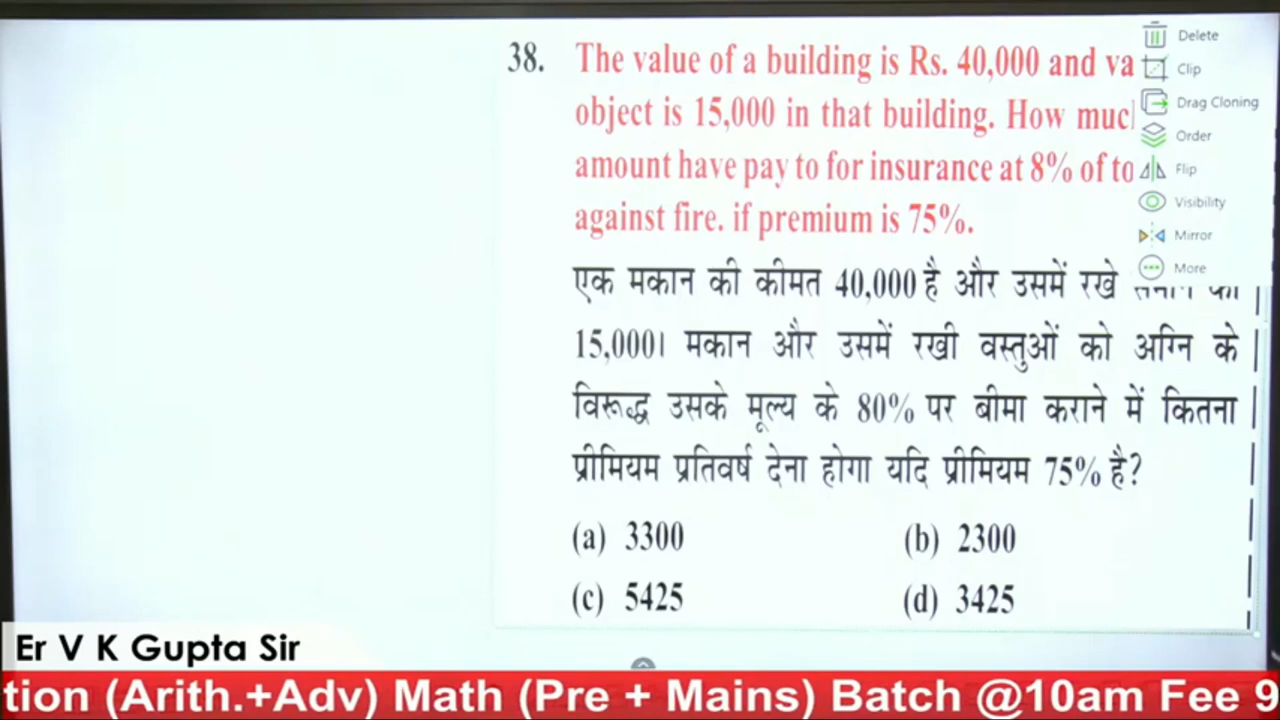 38. The value of a building is Rs. 40,000 and va
object is 15,000 in that building. How much
amount have pay to for insurance at 8% of to
against fire. if premium is 75%.
एक मकान की कीमत 40,000 है और उसमें रखे
15,000। मकान और उसमें रखी वस्तुओं को अग्नि के
विरूद्ध उसके मूल्य के 80% पर बीमा कराने में कितना
प्रीमियम प्रतिवर्ष देना होगा यदि प्रीमियम 75% है?
(a) 3300 (b) 2300
(c) 5425 (d) 3425
Delete
Clip
Drag Cloning
Order
Flip
Visibility
Mirror
More
Er V K Gupta Sir
tion (Arith.+Adv) Math (Pre + Mains) Batch @10am Fee 9